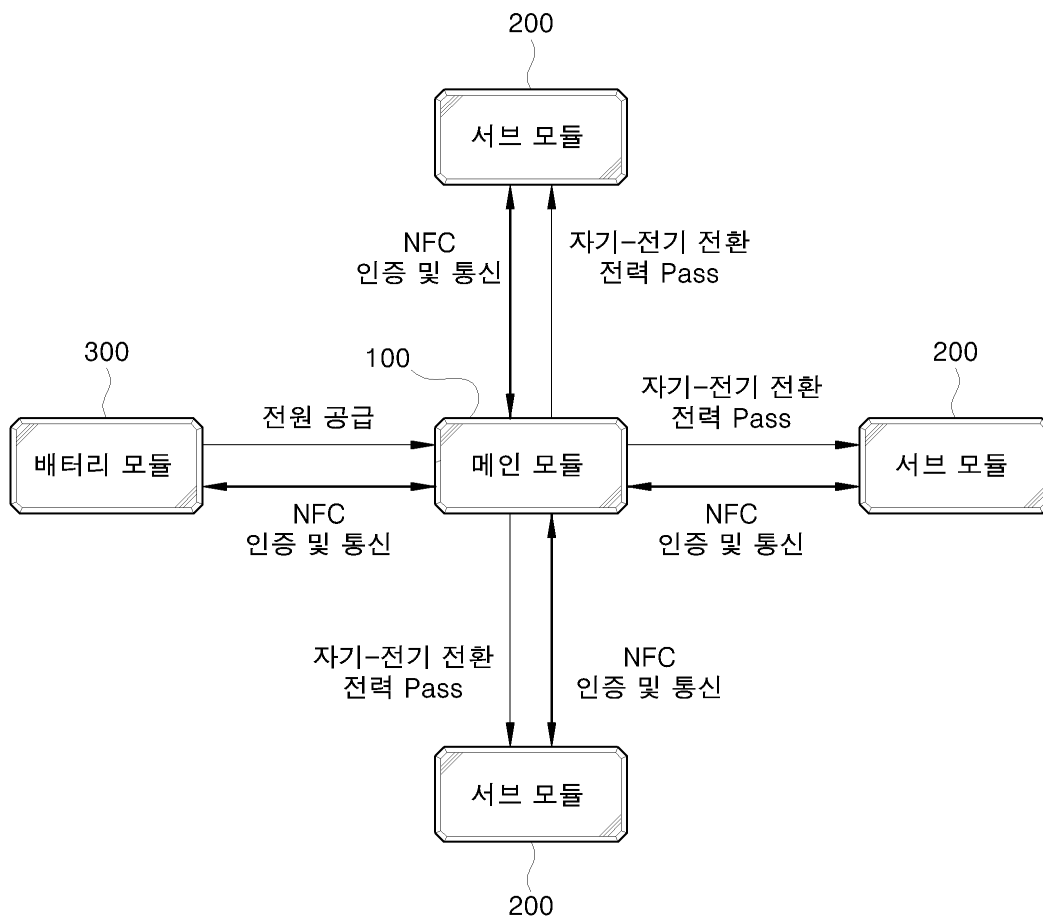 200
서브 모듈
NFC
인증 및 통신
자기-전기 전환
전력 Pass
300
100
200
전원 공급
자기-전기 전환
전력 Pass
배터리 모듈
메인 모듈
서브 모듈
NFC
인증 및 통신
NFC
인증 및 통신
자기-전기 전환
전력 Pass
NFC
인증 및 통신
서브 모듈
200